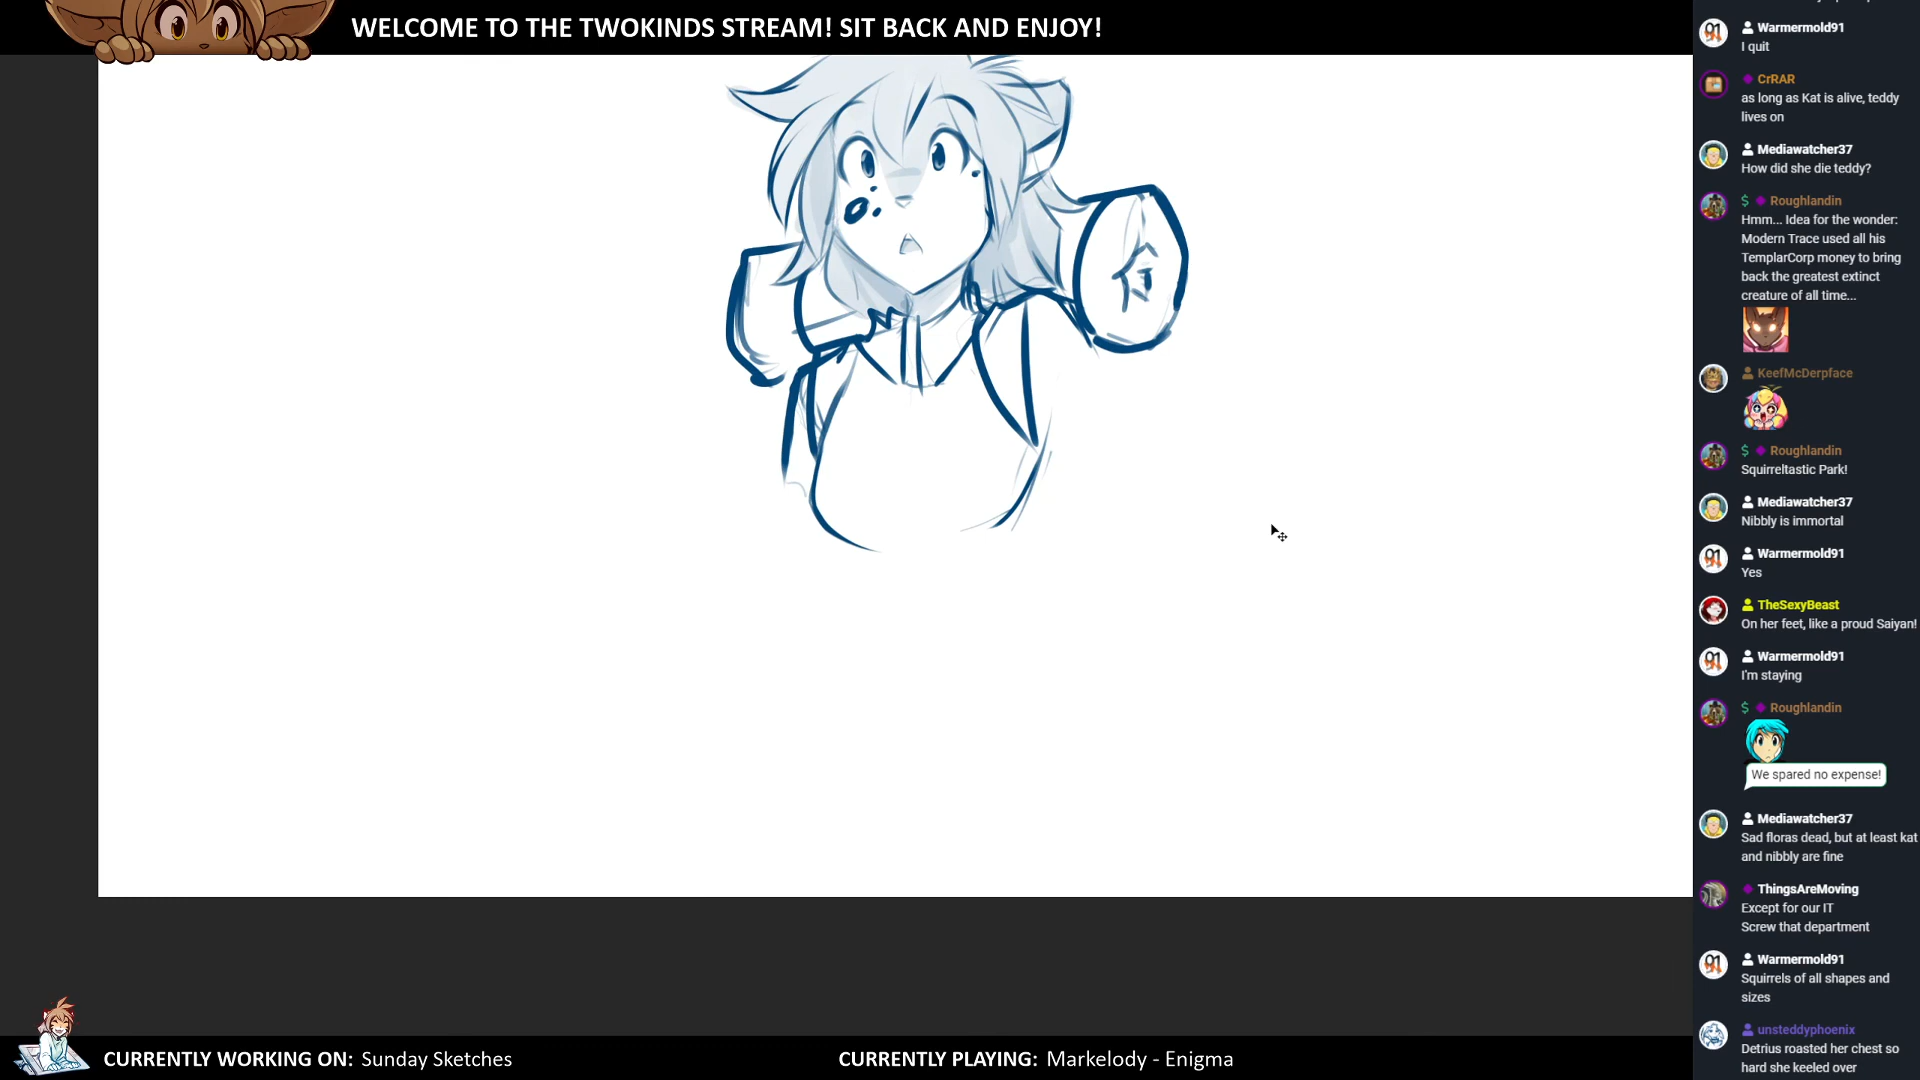 WELCOME TO THE TWOKINDS STREAM! SIT BACK AND ENJOY!
Warmermold91
I quit
CrRAR
as long as Kat is alive, teddy
lives on
Mediawatcher37
How did she die teddy?
$ Roughlandin
Hmm... Idea for the wonder:
Modern Trace used all his
TemplarCorp money to bring
back the greatest extinct
creature of all time...
KeefMcDerpface
$ Roughlandin
Squirreltastic Park!
Mediawatcher37
Nibbly is immortal
Warmermold91
Yes
TheSexyBeast
On her feet, like a proud Saiyan!
Warmermold91
I'm staying
$ Roughlandin
We spared no expense!
Mediawatcher37
Sad floras dead, but at least kat
and nibbly are fine
ThingsAreMoving
Except for our IT
Screw that department
Warmermold91
Squirrels of all shapes and
sizes
unsteddyphoenix
Detrius roasted her chest so
hard she keeled over
CURRENTLY WORKING ON: Sunday Sketches
CURRENTLY PLAYING: Markelody - Enigma